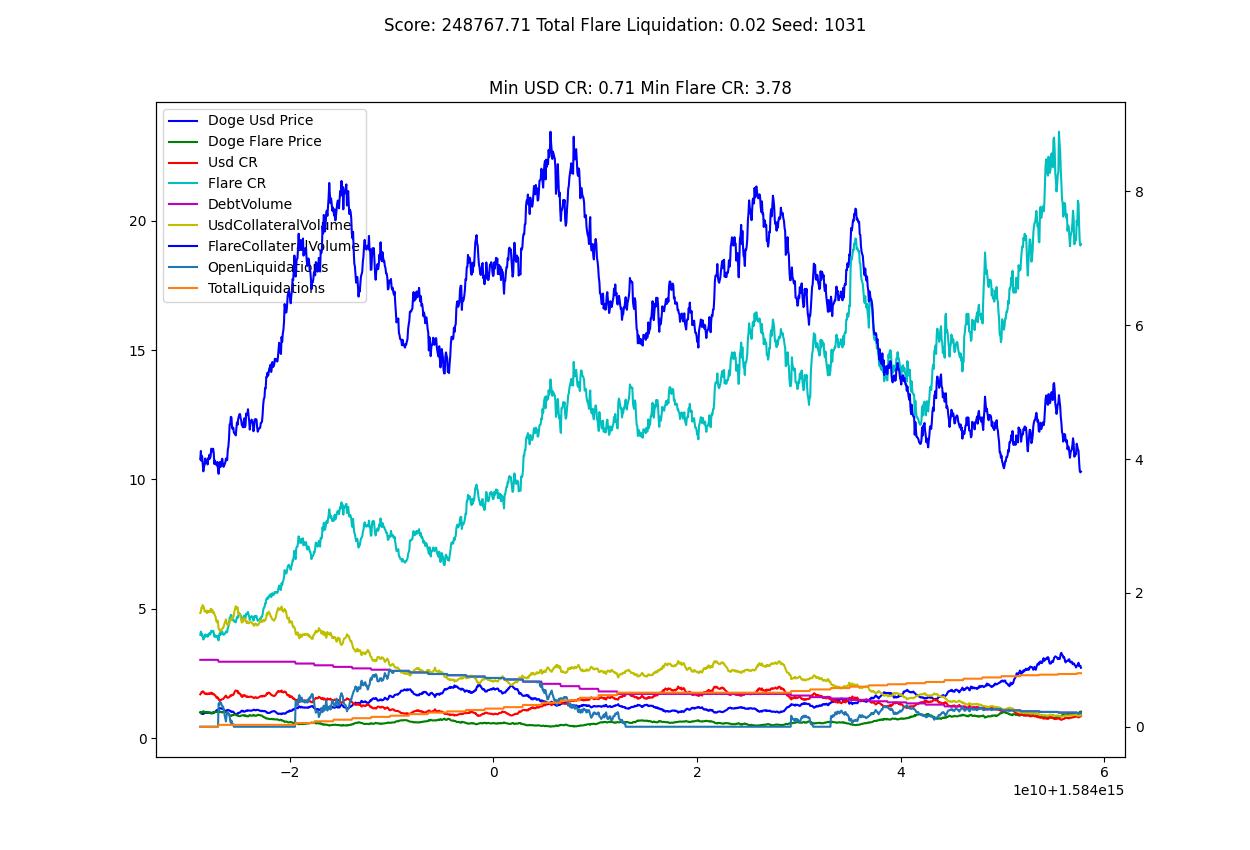 Score: 248767.71 Total Flare Liquidation: 0.02 Seed: 1031
Min USD CR: 0.71 Min Flare CR: 3.78
Doge Usd Price
Doge Flare Price
Usd CR
Flare CR
DebtVolume
UsdCollateralVolume
FlareCollateralVolume
OpenLiquidations
TotalLiquidations
20
15
10
5
0
8
6
4
2
0
−2 0 2 4 6
1e10+1.584e15